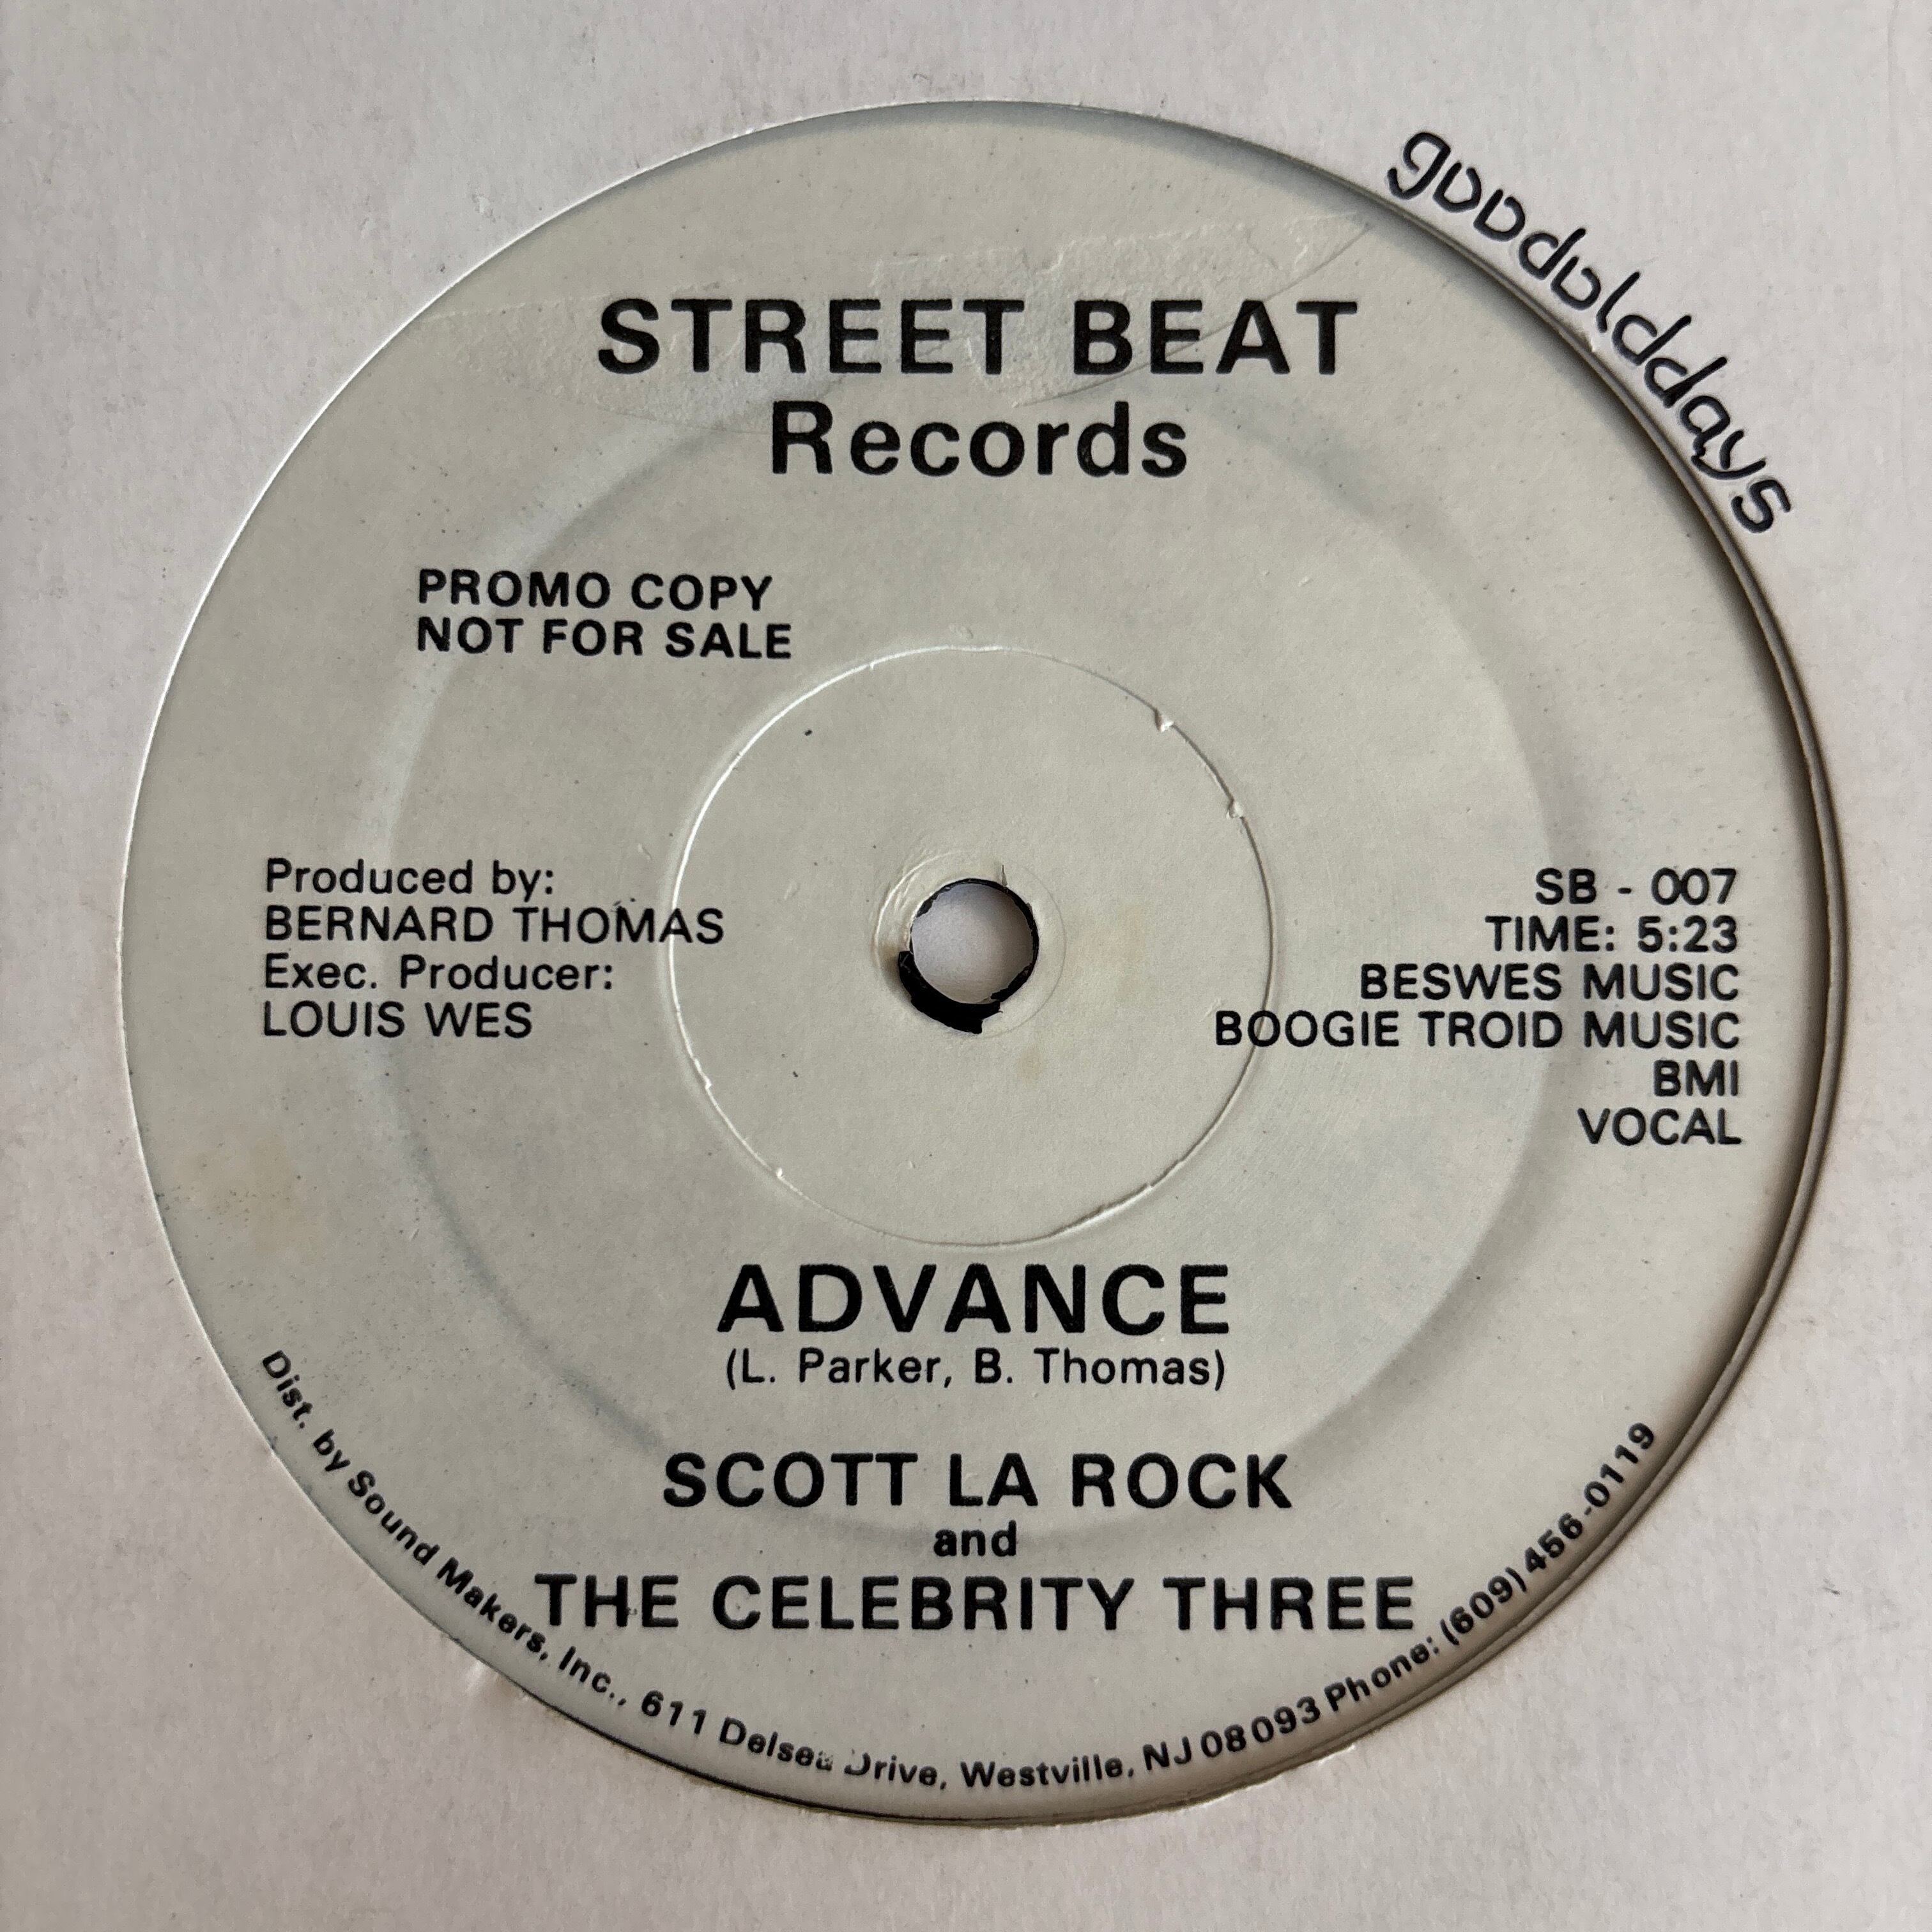 gooddlddays
STREET BEAT
Records
PROMO COPY
NOT FOR SALE
Produced by:
BERNARD THOMAS
Exec. Producer:
LOUIS WES
SB - 007
TIME: 5:23
BESWES MUSIC
BOOGIE TROID MUSIC
BMI
VOCAL
ADVANCE
(L. Parker, B. Thomas)
SCOTT LA ROCK
and
THE CELEBRITY THREE
Dist. by Sound Makers, Inc., 611 Delsea Drive, Westville, NJ 08093 Phone: (609) 456-0119